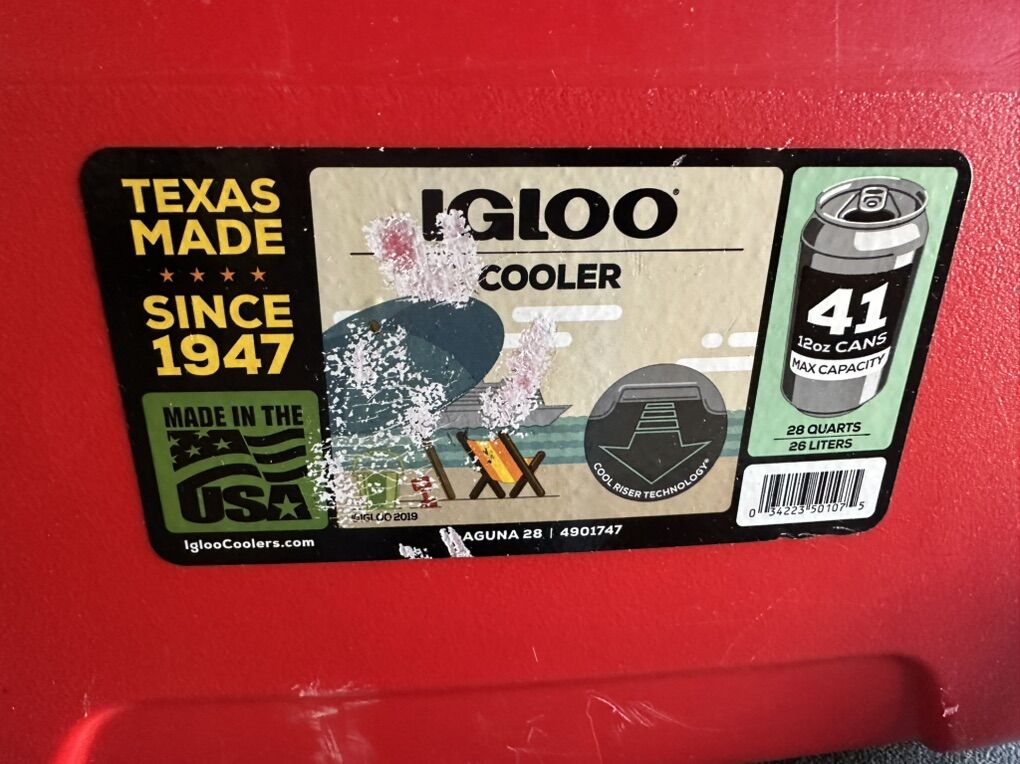 TEXAS
MADE
SINCE
1947
MADE IN THE
USA
IglooCoolers.com
IGLOO®
COOLER
COOL RISER TECHNOLOGY®
©IGLOO 2019
AGUNA 28 | 4901747
41
12oz CANS
MAX CAPACITY
28 QUARTS
26 LITERS
0 34223 50107 5